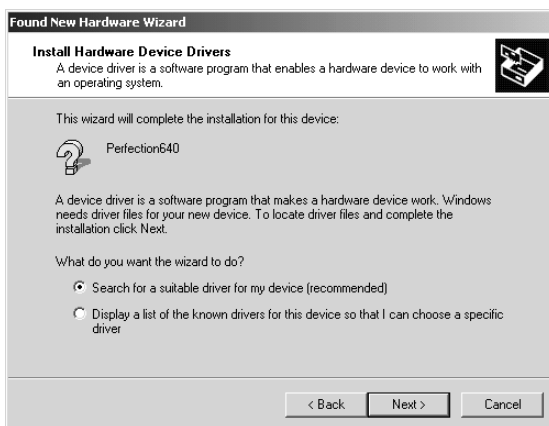 Found New Hardware Wizard
Install Hardware Device Drivers
A device driver is a software program that enables a hardware device to work with
an operating system.
This wizard will complete the installation for this device:
Perfection640
A device driver is a software program that makes a hardware device work. Windows
needs driver files for your new device. To locate driver files and complete the
installation click Next.
What do you want the wizard to do?
Search for a suitable driver for my device (recommended)
Display a list of the known drivers for this device so that I can choose a specific
driver
< Back Next > Cancel